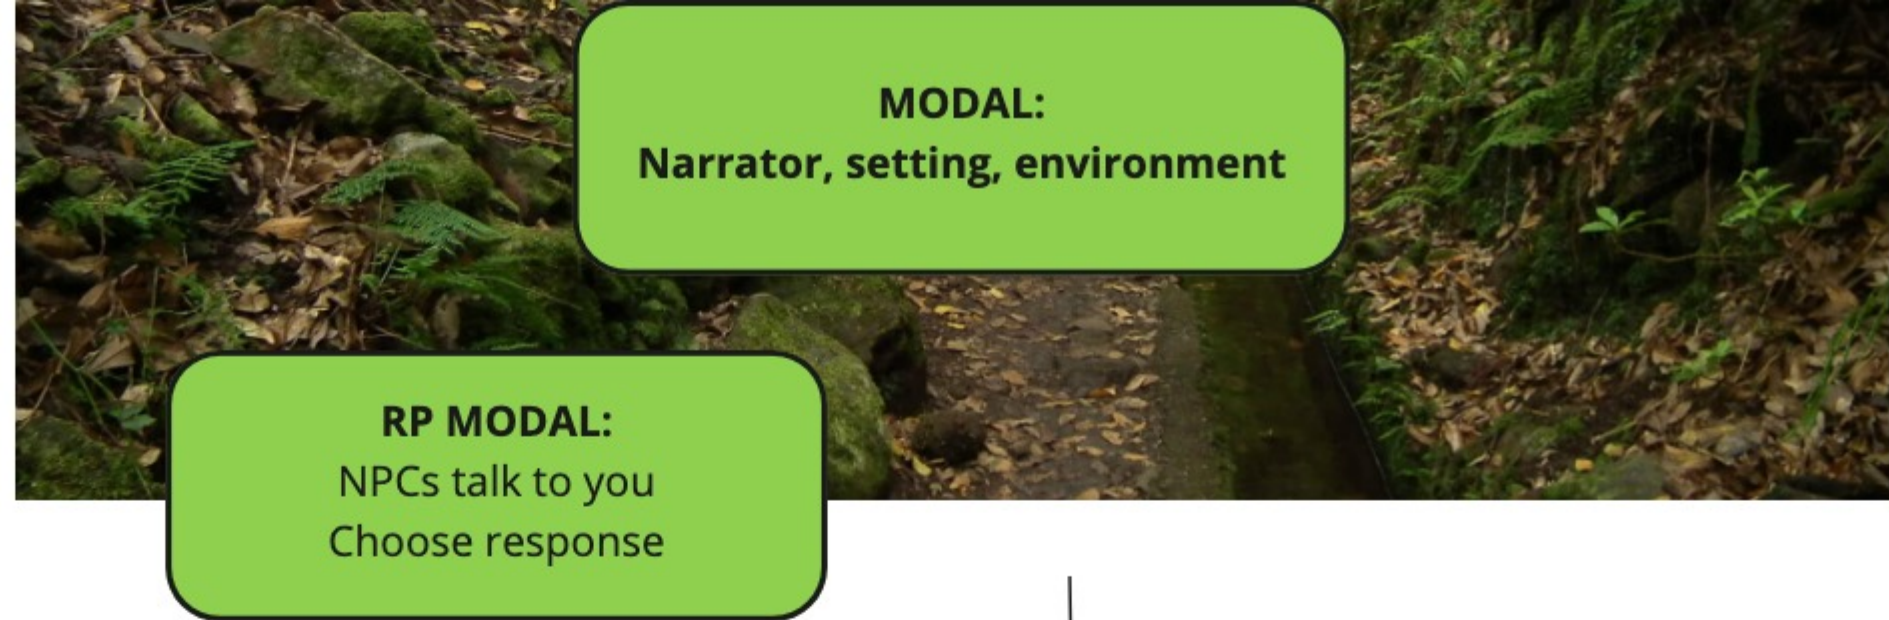 MODAL:
Narrator, setting, environment
RP MODAL:
NPCs talk to you
Choose response